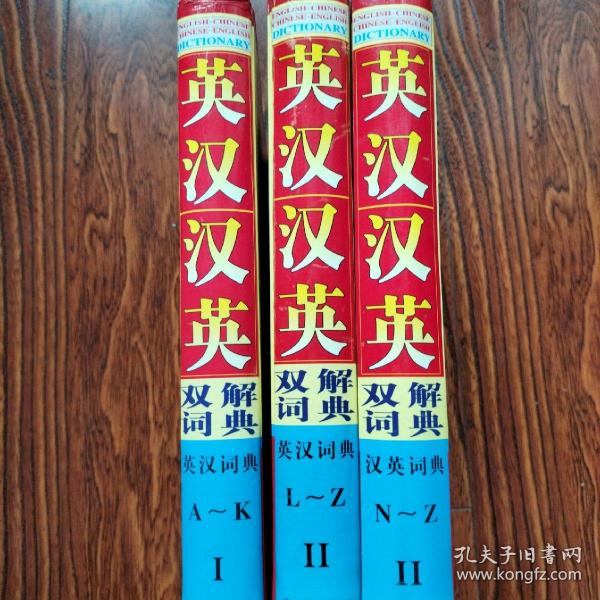 ENGLISH-CHINESE
CHINESE-ENGLISH
DICTIONARY
英汉汉英
双解
词典
英汉词典
A~K
I
ENGLISH-CHINESE
CHINESE-ENGLISH
DICTIONARY
英汉汉英
双解
词典
英汉词典
L~Z
II
ENGLISH-CHINESE
CHINESE-ENGLISH
DICTIONARY
英汉汉英
双解
词典
汉英词典
N~Z
II
孔夫子旧书网
www.kongfz.com